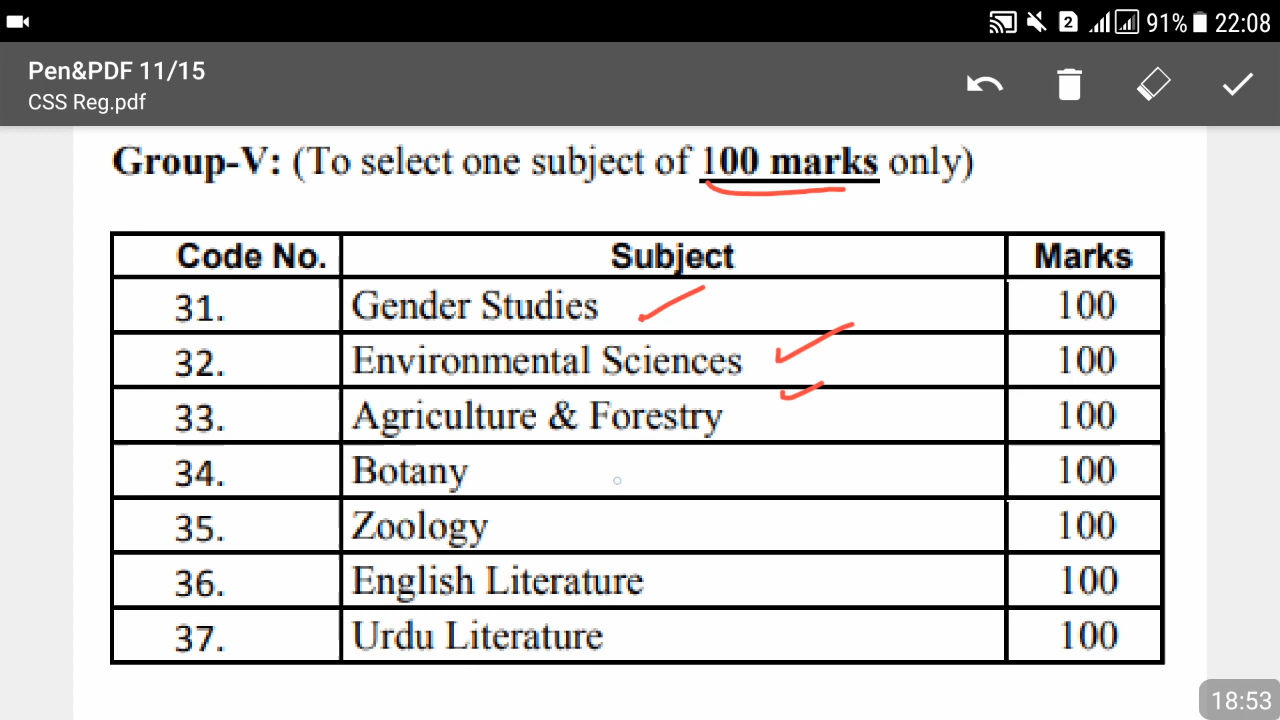 2 91% 22:08
Pen&PDF 11/15
CSS Reg.pdf
Group-V: (To select one subject of 100 marks only)
Code No. Subject Marks
31. Gender Studies 100
32. Environmental Sciences 100
33. Agriculture & Forestry 100
34. Botany 100
35. Zoology 100
36. English Literature 100
37. Urdu Literature 100
18:53